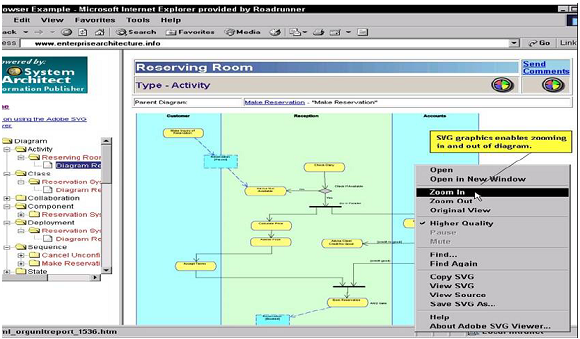 owser Example - Microsoft Internet Explorer provided by Roadrunner
Edit View Favorites Tools Help
ack
Search
Favorites
Media
ess
www.enterprisearchitecture.info
Go
Link
owered by:
System
Architect
ormation Publisher
on using the Adobe SVG
Diagram
Activity
Reserving Roor
Diagram Re
Class
Reservation Sy
Diagram Re
Collaboration
Component
Reservation Sy
Deployment
Reservation Sy
Diagram Re
Sequence
Cancel Unconfi
Make Reservati
State
Reserving Room
Type - Activity
Send
Comments
Parent Diagram:
Make Reservation - "Make Reservation"
Customer
Reception
Accounts
SVG graphics enables zooming
in and out of diagram.
Open
Open in New Window
Zoom In
Zoom Out
Original View
Higher Quality
Pause
Mute
Find...
Find Again
Copy SVG
View SVG
View Source
Save SVG As...
Help
About Adobe SVG Viewer...
ml_orgunitreport_1536.htm